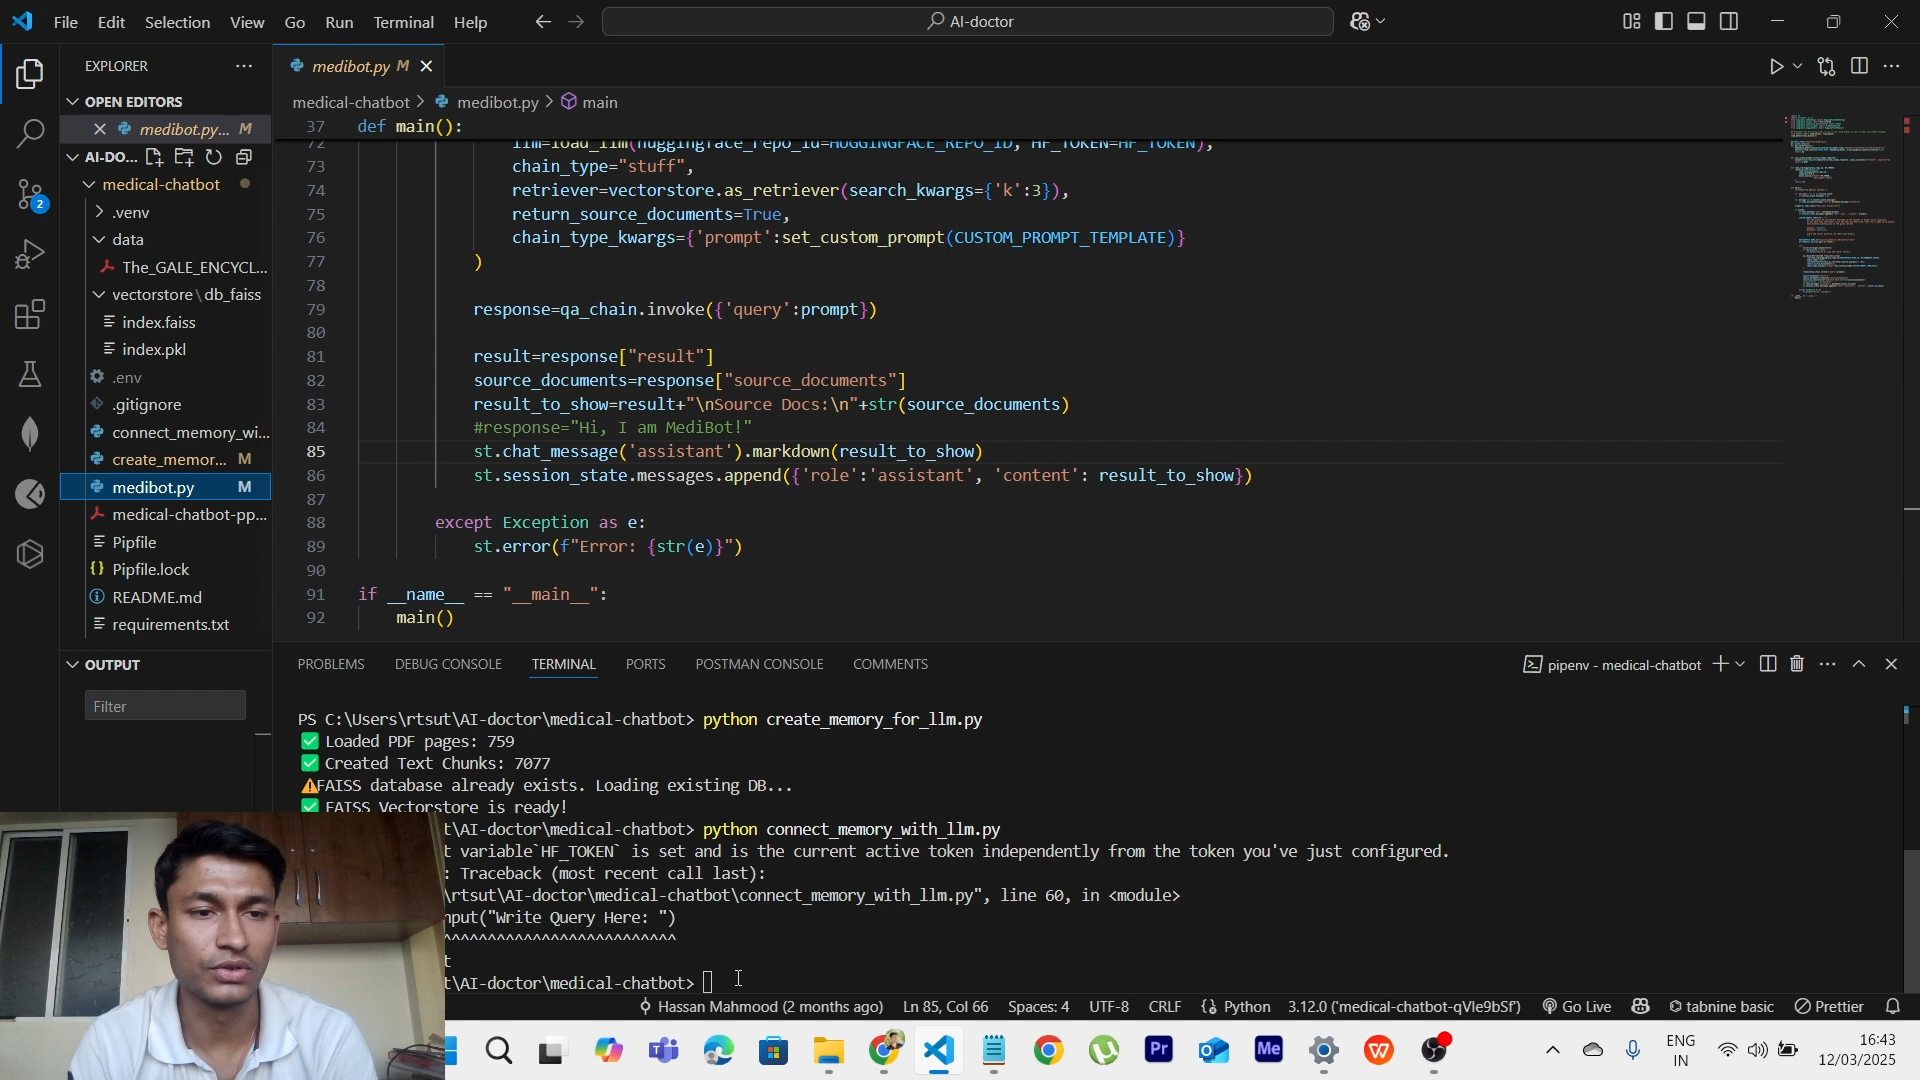 File Edit Selection View Go Run Terminal Help
AI-doctor
EXPLORER
OPEN EDITORS
medibot.py... M
AI-DO...
medical-chatbot
.venv
data
The_GALE_ENCYCL...
vectorstore\db_faiss
index.faiss
index.pkl
.env
.gitignore
connect_memory_wi...
create_memor... M
medibot.py M
medical-chatbot-pp...
Pipfile
Pipfile.lock
README.md
requirements.txt
OUTPUT
Filter
2
medibot.py M
medical-chatbot > medibot.py > main
37 def main():
72 llm=load_llm(huggingface_repo_id=HUGGINGFACE_REPO_ID, HF_TOKEN=HF_TOKEN),
73 chain_type="stuff",
74 retriever=vectorstore.as_retriever(search_kwargs={'k':3}),
75 return_source_documents=True,
76 chain_type_kwargs={'prompt':set_custom_prompt(CUSTOM_PROMPT_TEMPLATE)}
77 )
78
79 response=qa_chain.invoke({'query':prompt})
80
81 result=response["result"]
82 source_documents=response["source_documents"]
83 result_to_show=result+"\nSource Docs:\n"+str(source_documents)
84 #response="Hi, I am MediBot!"
85 st.chat_message('assistant').markdown(result_to_show)
86 st.session_state.messages.append({'role':'assistant', 'content': result_to_show})
87
88 except Exception as e:
89 st.error(f"Error: {str(e)}")
90
91 if __name__ == "__main__":
92 main()
PROBLEMS DEBUG CONSOLE TERMINAL PORTS POSTMAN CONSOLE COMMENTS
pipenv - medical-chatbot
PS C:\Users\rtsut\AI-doctor\medical-chatbot> python create_memory_for_llm.py
✅ Loaded PDF pages: 759
✅ Created Text Chunks: 7077
⚠FAISS database already exists. Loading existing DB...
✅ FAISS Vectorstore is ready!
t\AI-doctor\medical-chatbot> python connect_memory_with_llm.py
t variable`HF_TOKEN` is set and is the current active token independently from the token you've just configured.
: Traceback (most recent call last):
\rtsut\AI-doctor\medical-chatbot\connect_memory_with_llm.py", line 60, in <module>
nput("Write Query Here: ")
^^^^^^^^^^^^^^^^^^^^^^^^^
t
t\AI-doctor\medical-chatbot>
Hassan Mahmood (2 months ago) Ln 85, Col 66 Spaces: 4 UTF-8 CRLF {} Python 3.12.0 ('medical-chatbot-qVIe9bSf') Go Live tabnine basic Prettier
Pr
Me
ENG
IN
16:43
12/03/2025